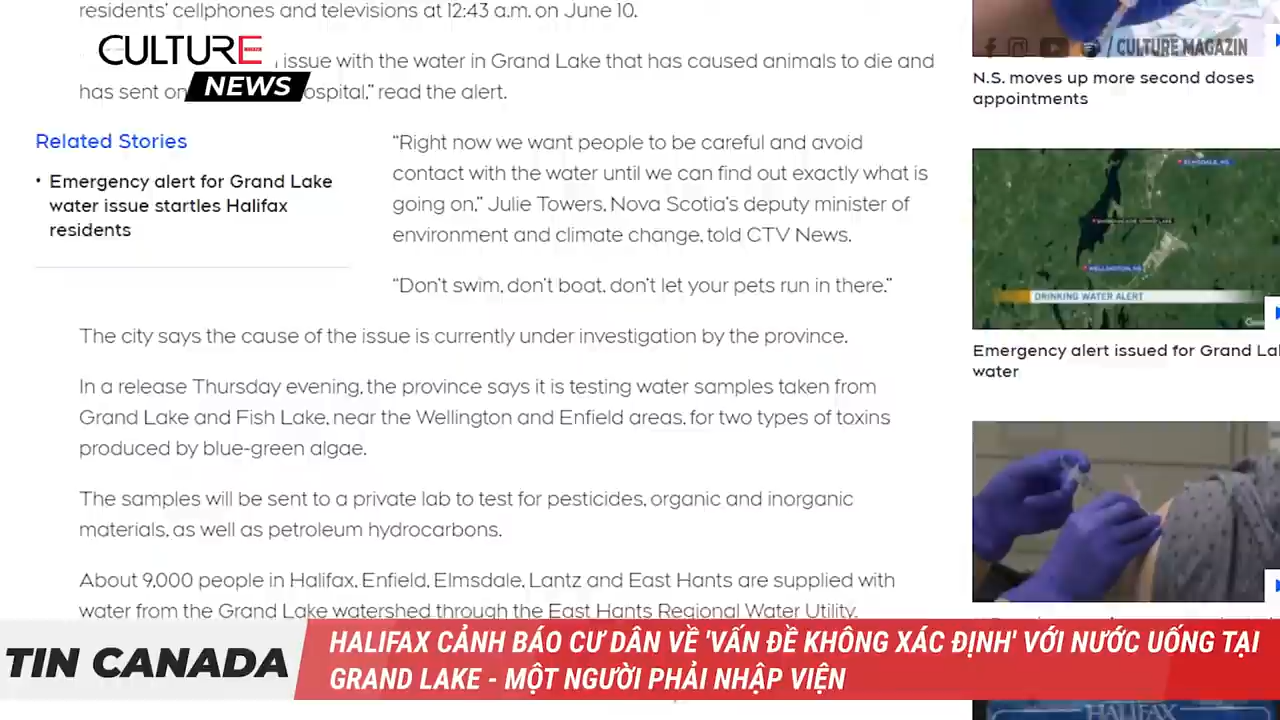 residents' cellphones and televisions at 12:43 a.m. on June 10.
CULTURE
NEWS
issue with the water in Grand Lake that has caused animals to die and
has sent on ospital," read the alert.
Related Stories
• Emergency alert for Grand Lake
water issue startles Halifax
residents
"Right now we want people to be careful and avoid
contact with the water until we can find out exactly what is
going on," Julie Towers, Nova Scotia's deputy minister of
environment and climate change, told CTV News.
"Don't swim, don't boat, don't let your pets run in there."
The city says the cause of the issue is currently under investigation by the province.
In a release Thursday evening, the province says it is testing water samples taken from
Grand Lake and Fish Lake, near the Wellington and Enfield areas, for two types of toxins
produced by blue-green algae.
The samples will be sent to a private lab to test for pesticides, organic and inorganic
materials, as well as petroleum hydrocarbons.
About 9,000 people in Halifax, Enfield, Elmsdale, Lantz and East Hants are supplied with
water from the Grand Lake watershed through the East Hants Regional Water Utility.
/ CULTURE MAGAZIN
N.S. moves up more second doses
appointments
ELMSDALE, NS
WELLINGTON, NS
DRINKING WATER ALERT
Emergency alert issued for Grand La
water
HALIFAX
TIN CANADA
HALIFAX CẢNH BÁO CƯ DÂN VỀ 'VẤN ĐỀ KHÔNG XÁC ĐỊNH' VỚI NƯỚC UỐNG TẠI
GRAND LAKE - MỘT NGƯỜI PHẢI NHẬP VIỆN